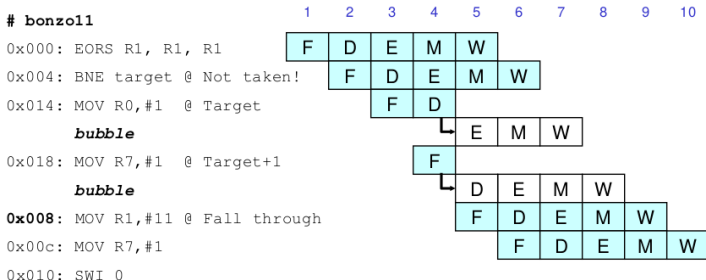 1 2 3 4 5 6 7 8 9 10
# bonzo11
0x000: EORS R1, R1, R1 F D E M W
0x004: BNE target @ Not taken! F D E M W
0x014: MOV R0,#1 @ Target F D
bubble E M W
0x018: MOV R7,#1 @ Target+1 F
bubble D E M W
0x008: MOV R1,#11 @ Fall through F D E M W
0x00c: MOV R7,#1 F D E M W
0x010: SWI 0